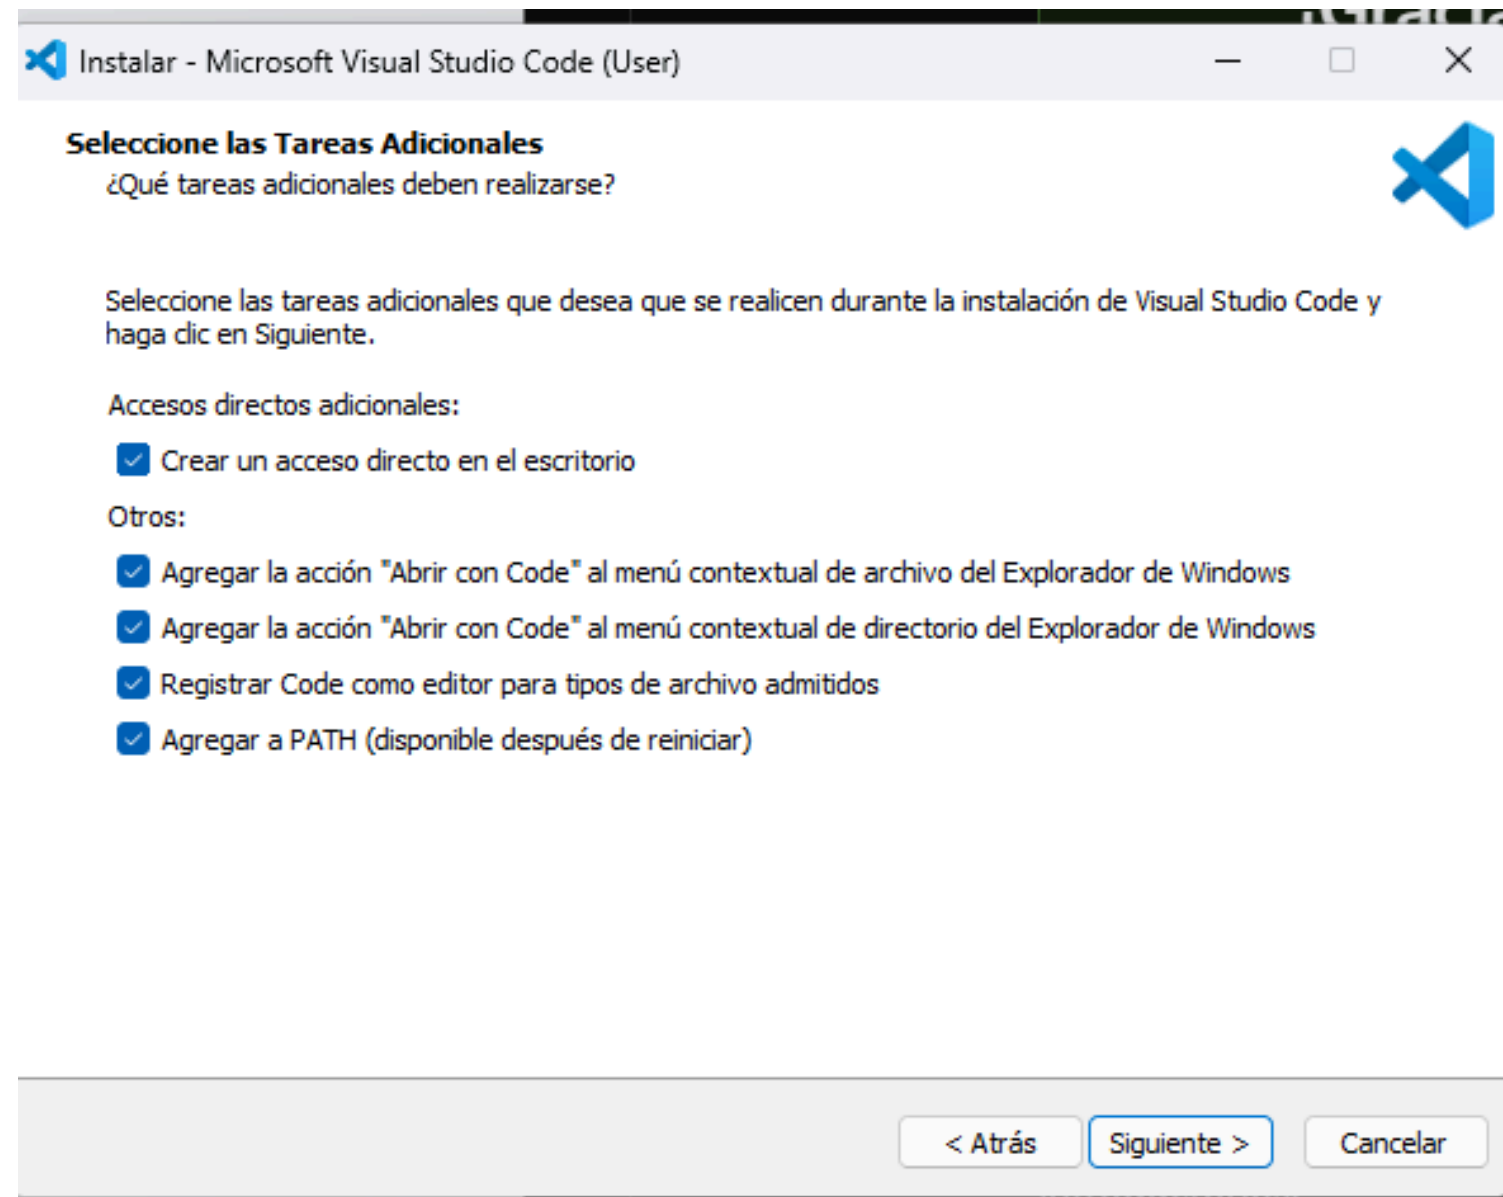 Instalar - Microsoft Visual Studio Code (User)
Seleccione las Tareas Adicionales
¿Qué tareas adicionales deben realizarse?
Seleccione las tareas adicionales que desea que se realicen durante la instalación de Visual Studio Code y
haga clic en Siguiente.
Accesos directos adicionales:
Crear un acceso directo en el escritorio
Otros:
Agregar la acción "Abrir con Code" al menú contextual de archivo del Explorador de Windows
Agregar la acción "Abrir con Code" al menú contextual de directorio del Explorador de Windows
Registrar Code como editor para tipos de archivo admitidos
Agregar a PATH (disponible después de reiniciar)
< Atrás
Siguiente >
Cancelar